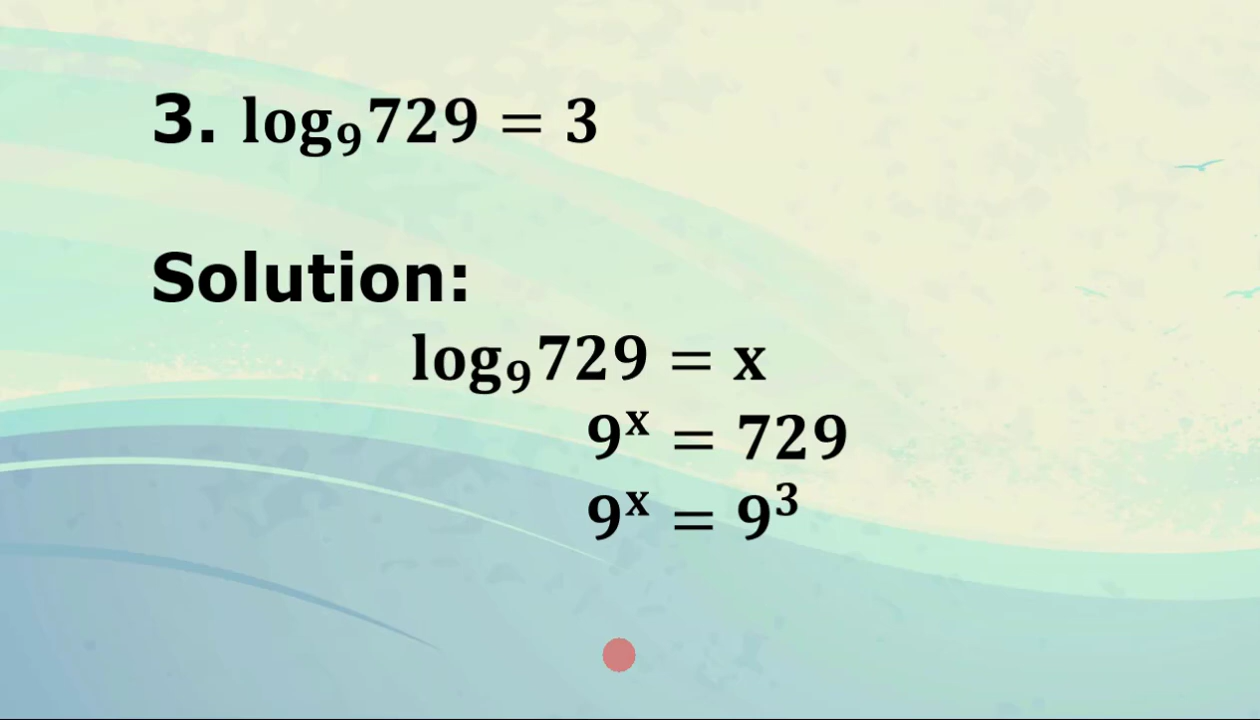 3. log₉729 = 3
Solution:
log₉729 = x
9ˣ = 729
9ˣ = 9³